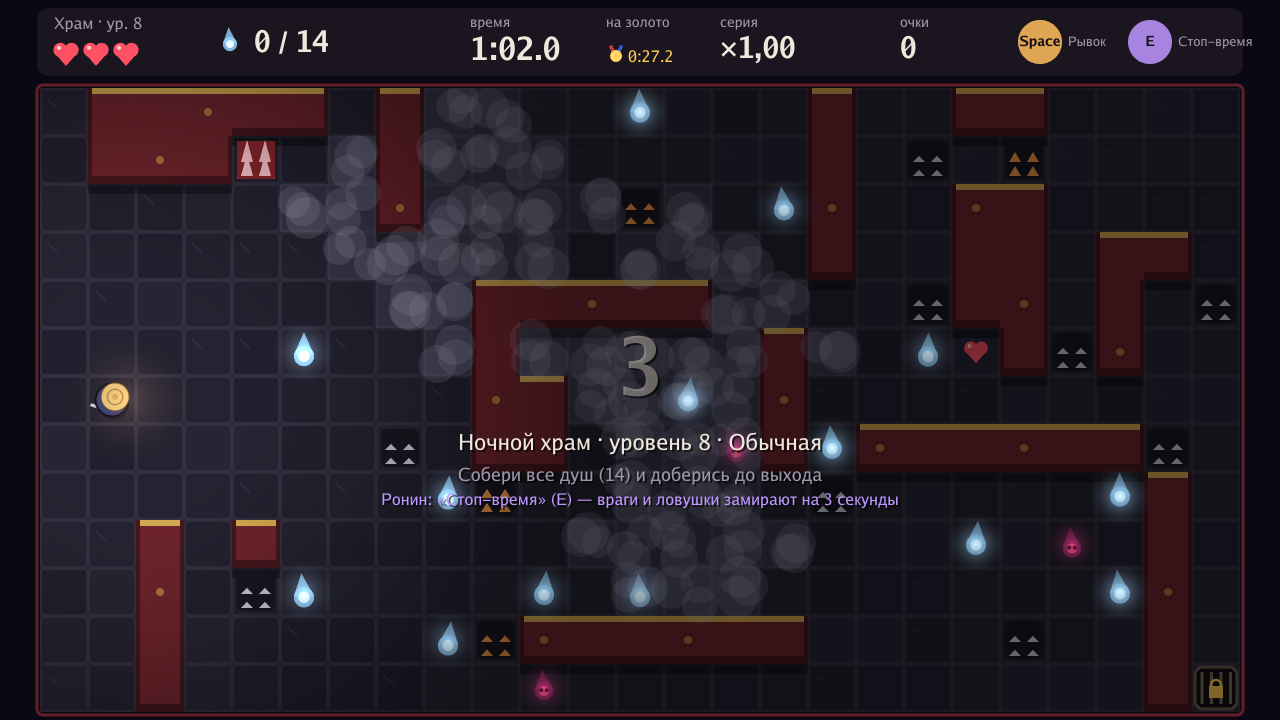 Храм · ур. 8
0 / 14
время
1:02.0
на золото
0:27.2
серия
×1,00
очки
0
Space
Рывок
E
Стоп-время
3
Ночной храм · уровень 8 · Обычная
Собери все душ (14) и доберись до выхода
Ронин: «Стоп-время» (E) — враги и ловушки замирают на 3 секунды